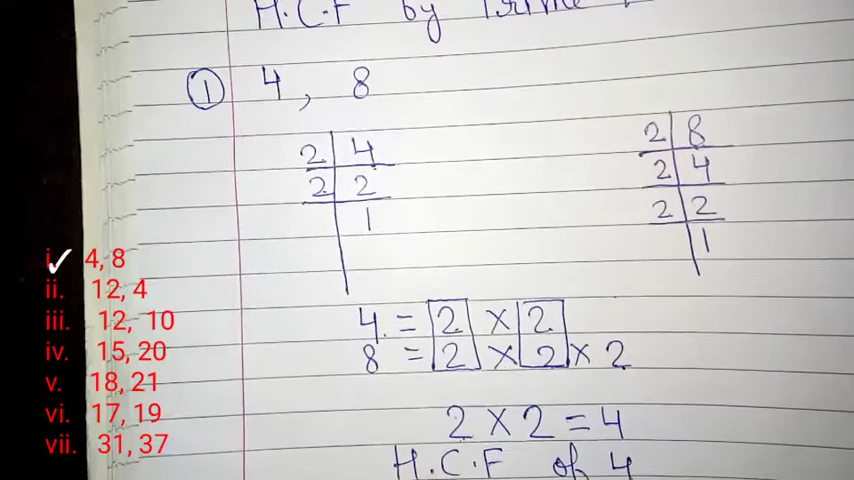 H.C.F by Prime
① 4, 8
2 4
2 2
1
2 8
2 4
2 2
1
4 = 2 × 2
8 = 2 × 2 × 2
2 × 2 = 4
H.C.F of 4
i. ✓ 4, 8
ii. 12, 4
iii. 12, 10
iv. 15, 20
v. 18, 21
vi. 17, 19
vii. 31, 37